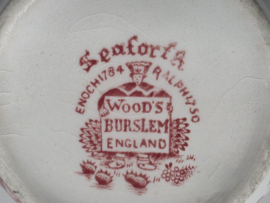 Seaforth
ENOCH 1784 RALPH 1750
WOOD'S
BURSLEM
ENGLAND